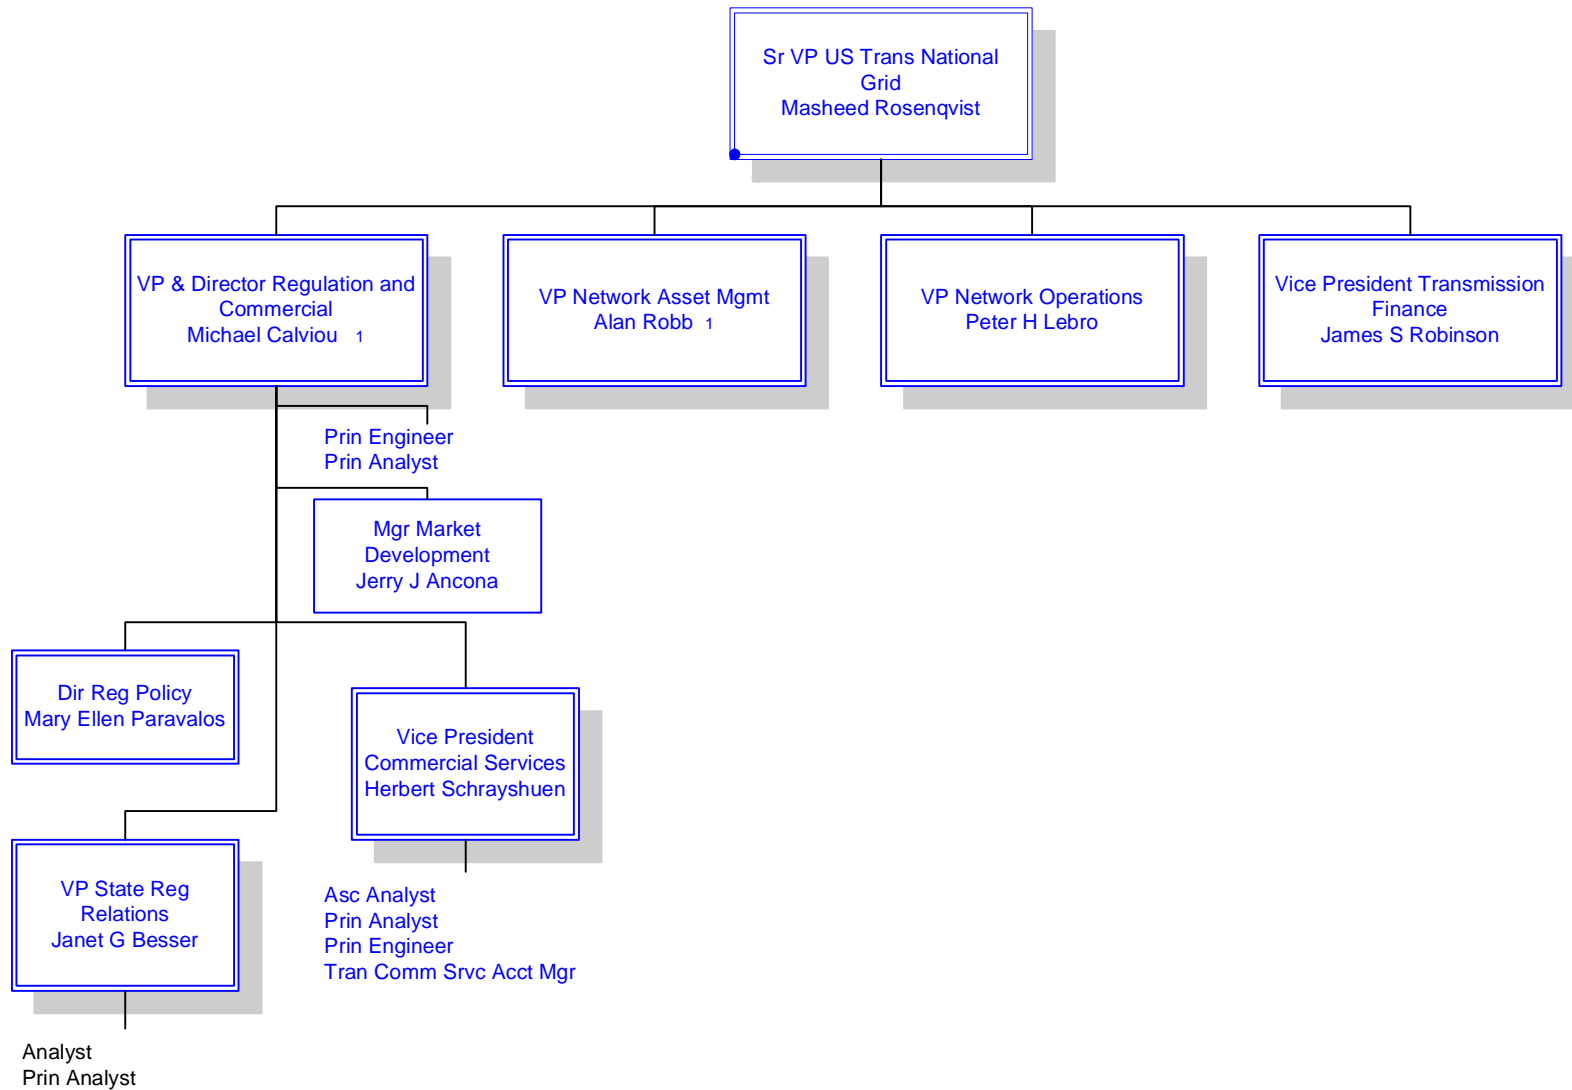 Sr VP US Trans National
Grid
Masheed Rosenqvist
VP & Director Regulation and
Commercial
Michael Calviou 1
VP Network Asset Mgmt
Alan Robb 1
VP Network Operations
Peter H Lebro
Vice President Transmission
Finance
James S Robinson
Prin Engineer
Prin Analyst
Mgr Market
Development
Jerry J Ancona
Dir Reg Policy
Mary Ellen Paravalos
Vice President
Commercial Services
Herbert Schrayshuen
VP State Reg
Relations
Janet G Besser
Asc Analyst
Prin Analyst
Prin Engineer
Tran Comm Srvc Acct Mgr
Analyst
Prin Analyst